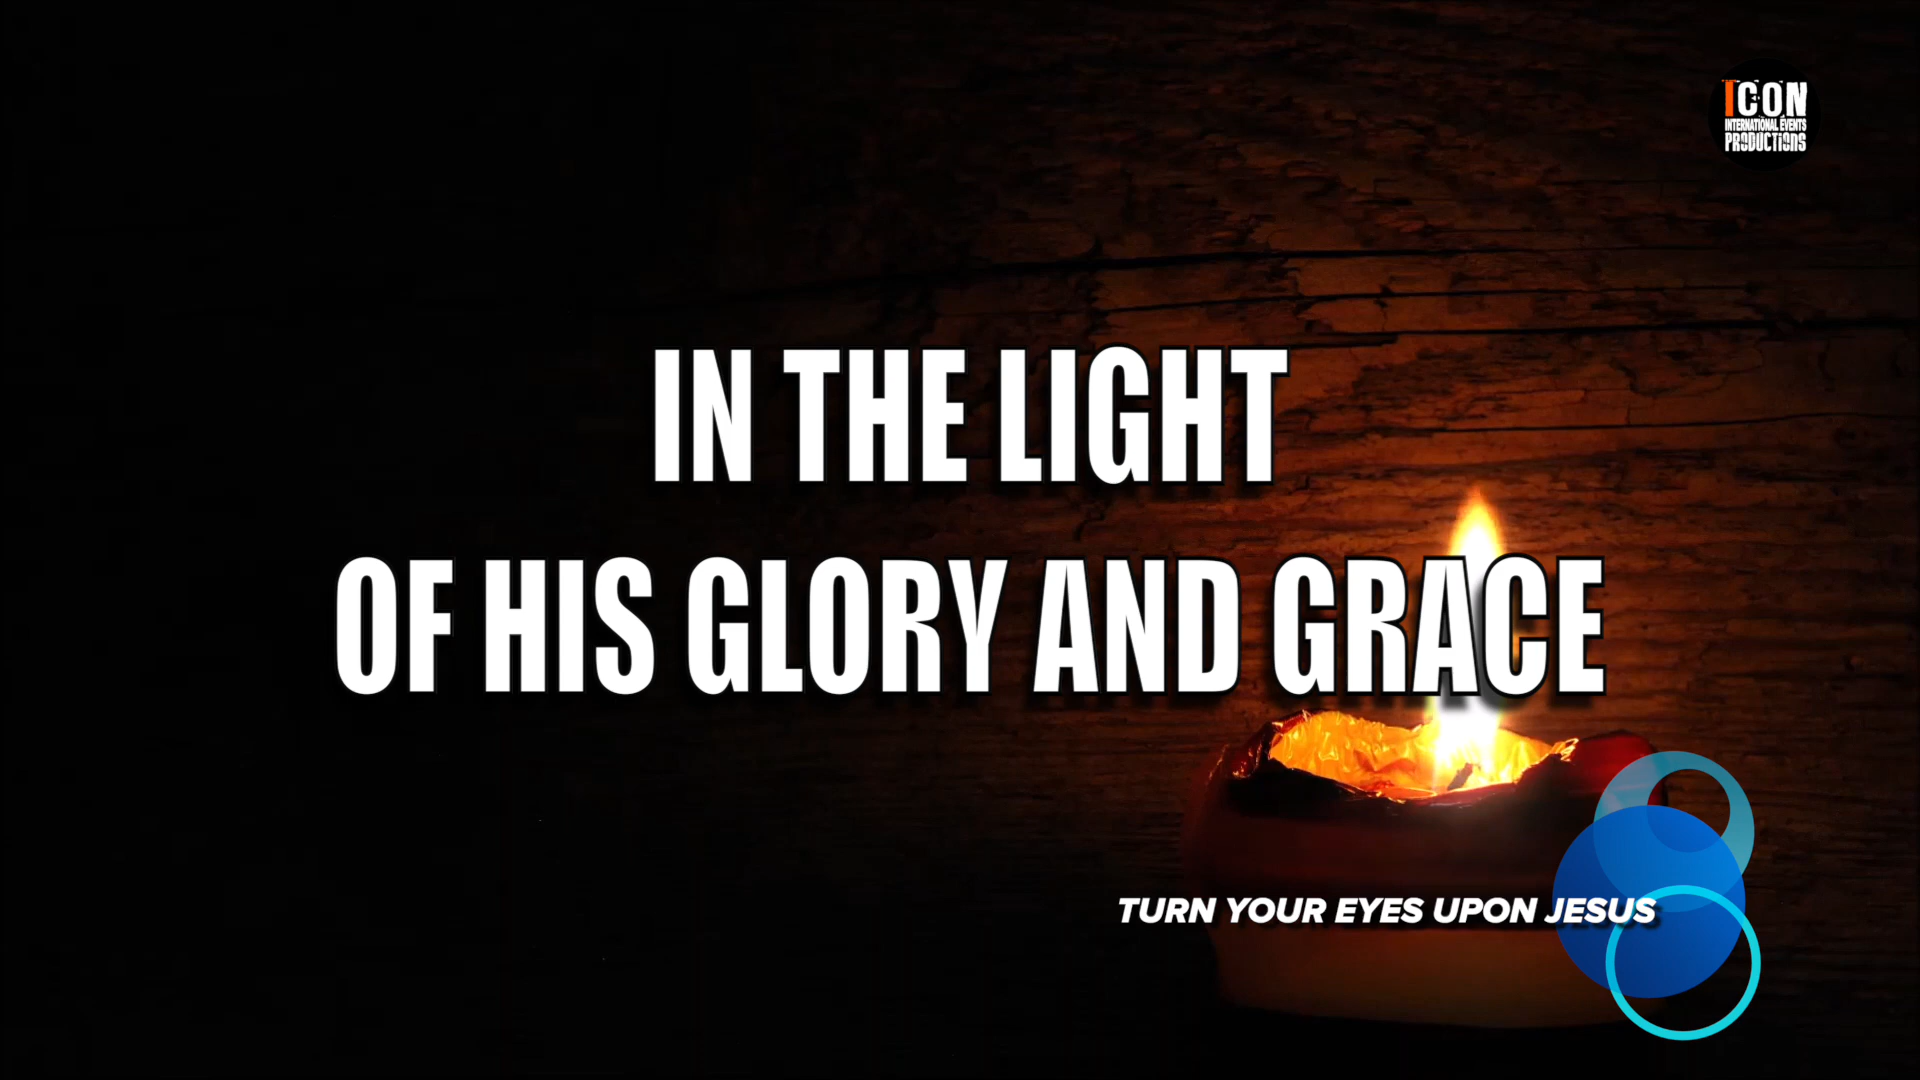 ICON
INTERNATIONAL EVENTS
PRODUCTIONS
IN THE LIGHT
OF HIS GLORY AND GRACE
TURN YOUR EYES UPON JESUS